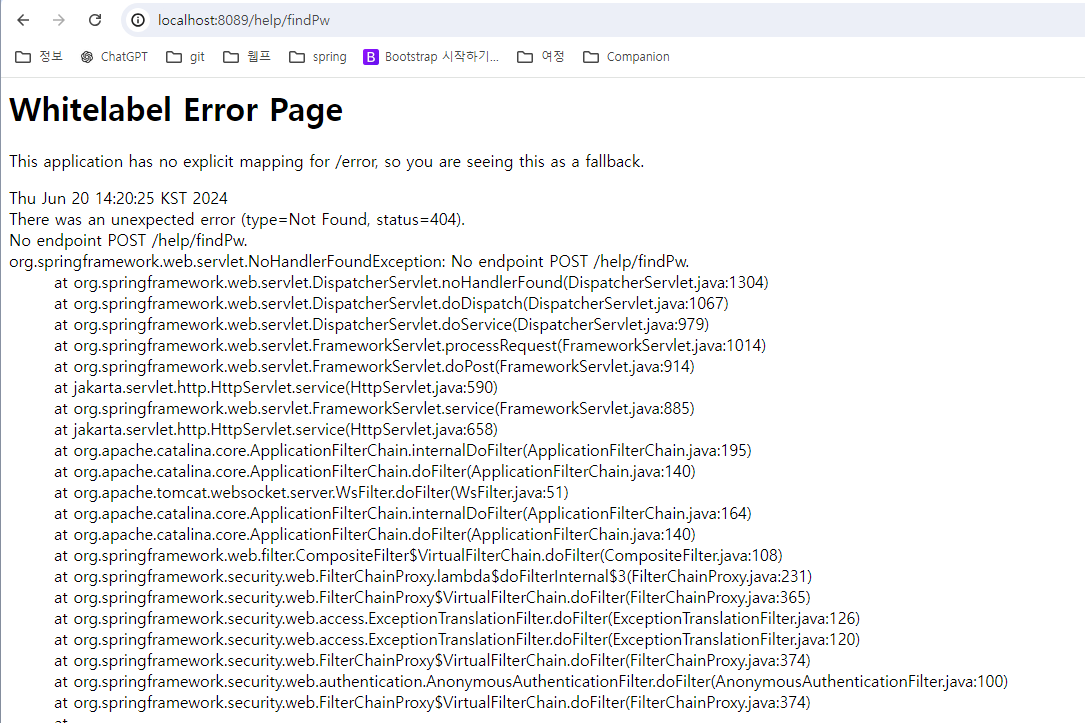 localhost:8089/help/findPw
정보 ChatGPT git 웹프 spring B Bootstrap 시작하기... 여정 Companion
Whitelabel Error Page
This application has no explicit mapping for /error, so you are seeing this as a fallback.
Thu Jun 20 14:20:25 KST 2024
There was an unexpected error (type=Not Found, status=404).
No endpoint POST /help/findPw.
org.springframework.web.servlet.NoHandlerFoundException: No endpoint POST /help/findPw.
at org.springframework.web.servlet.DispatcherServlet.noHandlerFound(DispatcherServlet.java:1304)
at org.springframework.web.servlet.DispatcherServlet.doDispatch(DispatcherServlet.java:1067)
at org.springframework.web.servlet.DispatcherServlet.doService(DispatcherServlet.java:979)
at org.springframework.web.servlet.FrameworkServlet.processRequest(FrameworkServlet.java:1014)
at org.springframework.web.servlet.FrameworkServlet.doPost(FrameworkServlet.java:914)
at jakarta.servlet.http.HttpServlet.service(HttpServlet.java:590)
at org.springframework.web.servlet.FrameworkServlet.service(FrameworkServlet.java:885)
at jakarta.servlet.http.HttpServlet.service(HttpServlet.java:658)
at org.apache.catalina.core.ApplicationFilterChain.internalDoFilter(ApplicationFilterChain.java:195)
at org.apache.catalina.core.ApplicationFilterChain.doFilter(ApplicationFilterChain.java:140)
at org.apache.tomcat.websocket.server.WsFilter.doFilter(WsFilter.java:51)
at org.apache.catalina.core.ApplicationFilterChain.internalDoFilter(ApplicationFilterChain.java:164)
at org.apache.catalina.core.ApplicationFilterChain.doFilter(ApplicationFilterChain.java:140)
at org.springframework.web.filter.CompositeFilter$VirtualFilterChain.doFilter(CompositeFilter.java:108)
at org.springframework.security.web.FilterChainProxy.lambda$doFilterInternal$3(FilterChainProxy.java:231)
at org.springframework.security.web.FilterChainProxy$VirtualFilterChain.doFilter(FilterChainProxy.java:365)
at org.springframework.security.web.access.ExceptionTranslationFilter.doFilter(ExceptionTranslationFilter.java:126)
at org.springframework.security.web.access.ExceptionTranslationFilter.doFilter(ExceptionTranslationFilter.java:120)
at org.springframework.security.web.FilterChainProxy$VirtualFilterChain.doFilter(FilterChainProxy.java:374)
at org.springframework.security.web.authentication.AnonymousAuthenticationFilter.doFilter(AnonymousAuthenticationFilter.java:100)
at org.springframework.security.web.FilterChainProxy$VirtualFilterChain.doFilter(FilterChainProxy.java:374)
at